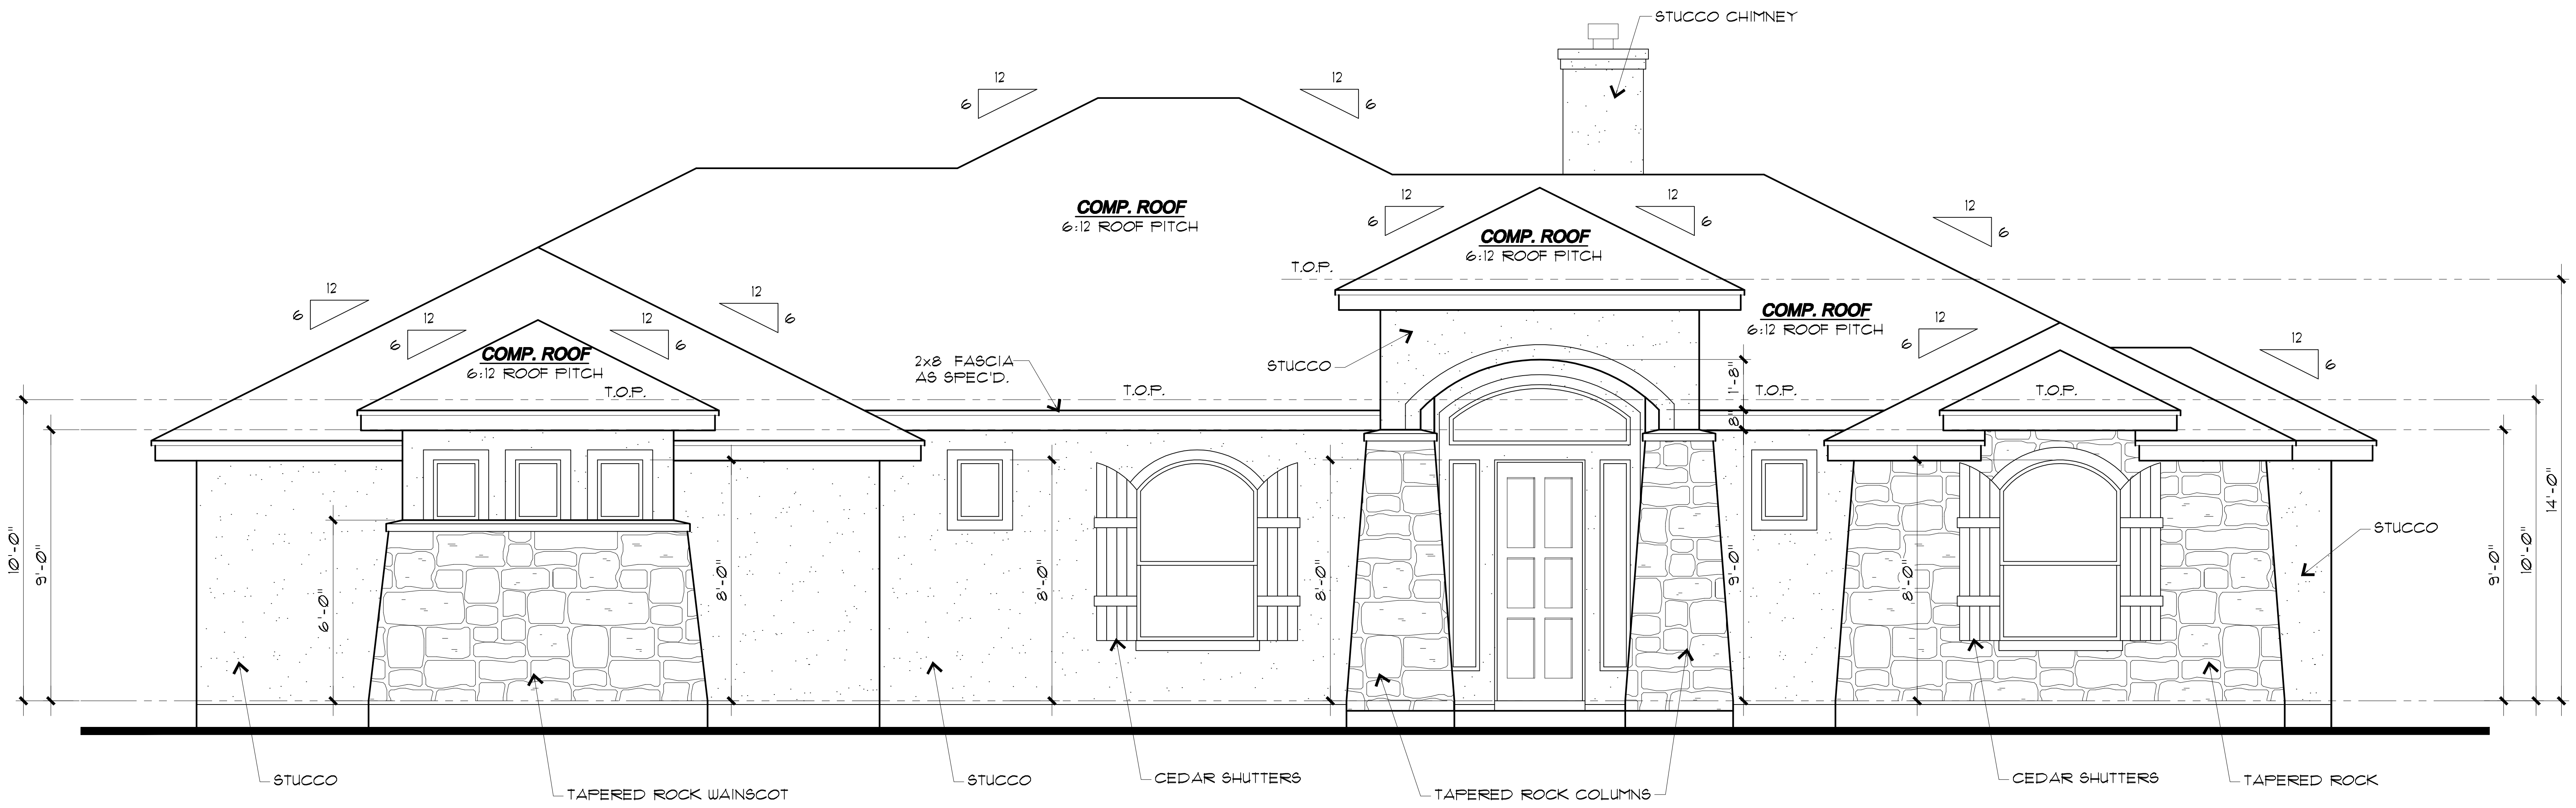 STUCCO CHIMNEY
12
6
12
6
COMP. ROOF
6:12 ROOF PITCH
12
6
12
6
12
6
COMP. ROOF
6:12 ROOF PITCH
T.O.P.
12
6
12
6
COMP. ROOF
6:12 ROOF PITCH
12
6
12
6
12
6
12
6
COMP. ROOF
6:12 ROOF PITCH
T.O.P.
2x8 FASCIA
AS SPEC'D.
T.O.P.
STUCCO
1'-8"
8"
T.O.P.
T.O.P.
14'-0"
10'-0"
9'-0"
6'-0"
8'-0"
8'-0"
8'-0"
9'-0"
8'-0"
STUCCO
9'-0"
10'-0"
STUCCO
TAPERED ROCK WAINSCOT
STUCCO
CEDAR SHUTTERS
TAPERED ROCK COLUMNS
CEDAR SHUTTERS
TAPERED ROCK